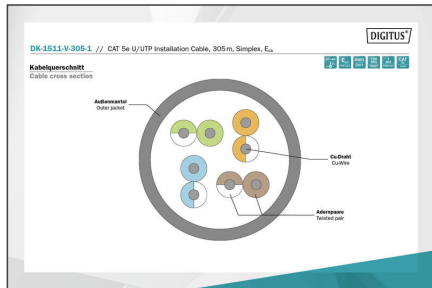 DIGITUS®
DK-1511-V-305-1 // CAT 5e U/UTP Installation Cable, 305 m, Simplex, Eca
Kabelquerschnitt
Cable cross section
Außenmantel
Outer jacket
Cu-Draht
Cu-Wire
Adernpaare
Twisted pair